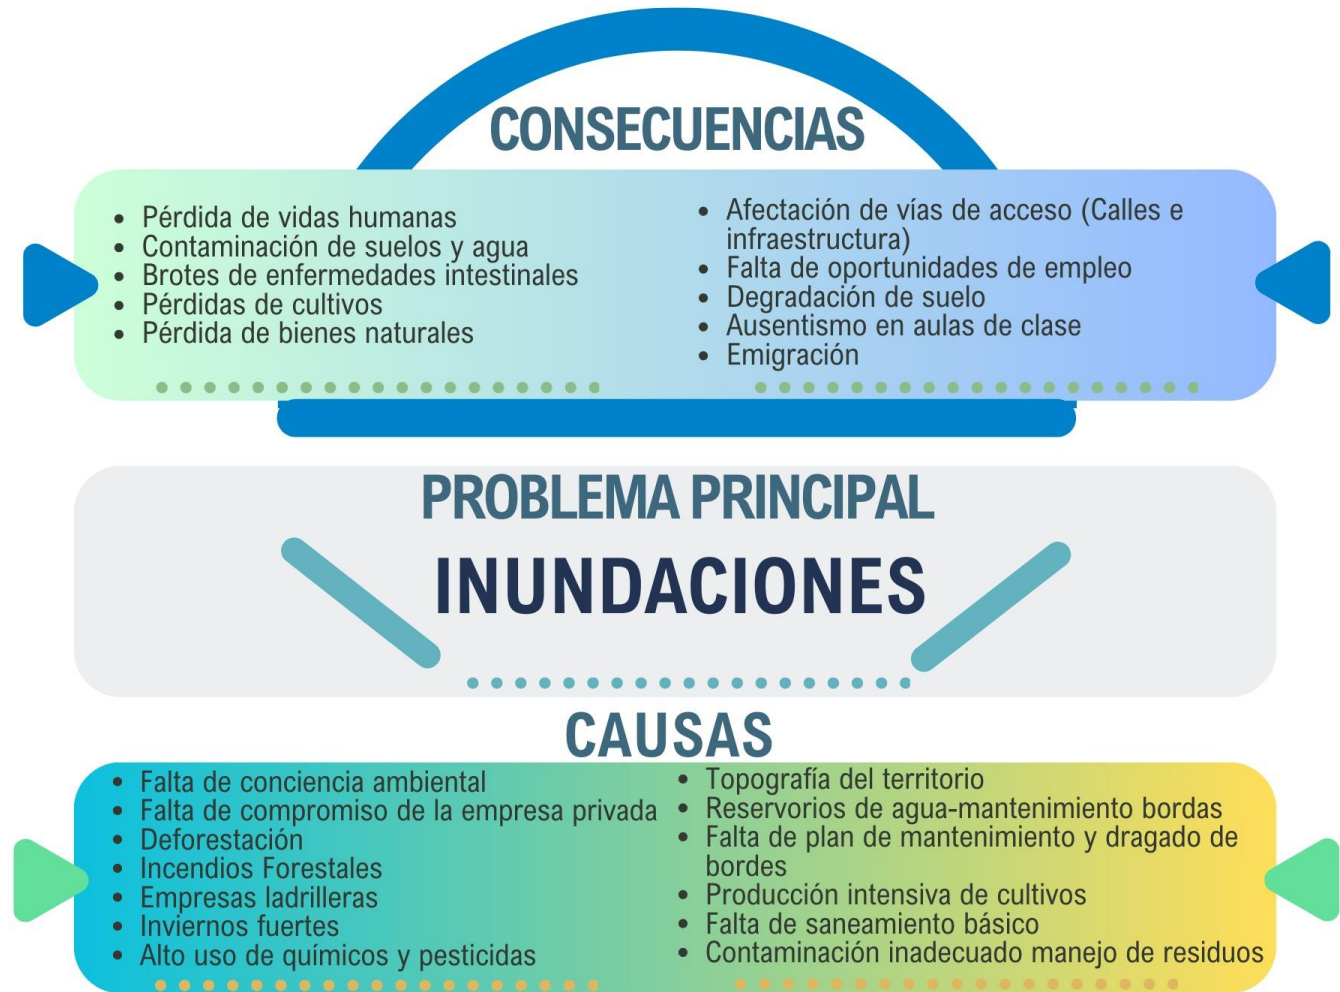 CONSECUENCIAS
• Pérdida de vidas humanas
• Contaminación de suelos y agua
• Brotes de enfermedades intestinales
• Pérdidas de cultivos
• Pérdida de bienes naturales
• Afectación de vías de acceso (Calles e
infraestructura)
• Falta de oportunidades de empleo
• Degradación de suelo
• Ausentismo en aulas de clase
• Emigración
PROBLEMA PRINCIPAL
INUNDACIONES
CAUSAS
• Falta de conciencia ambiental
• Falta de compromiso de la empresa privada
• Deforestación
• Incendios Forestales
• Empresas ladrilleras
• Inviernos fuertes
• Alto uso de químicos y pesticidas
• Topografía del territorio
• Reservorios de agua-mantenimiento bordas
• Falta de plan de mantenimiento y dragado de
bordes
• Producción intensiva de cultivos
• Falta de saneamiento básico
• Contaminación inadecuado manejo de residuos